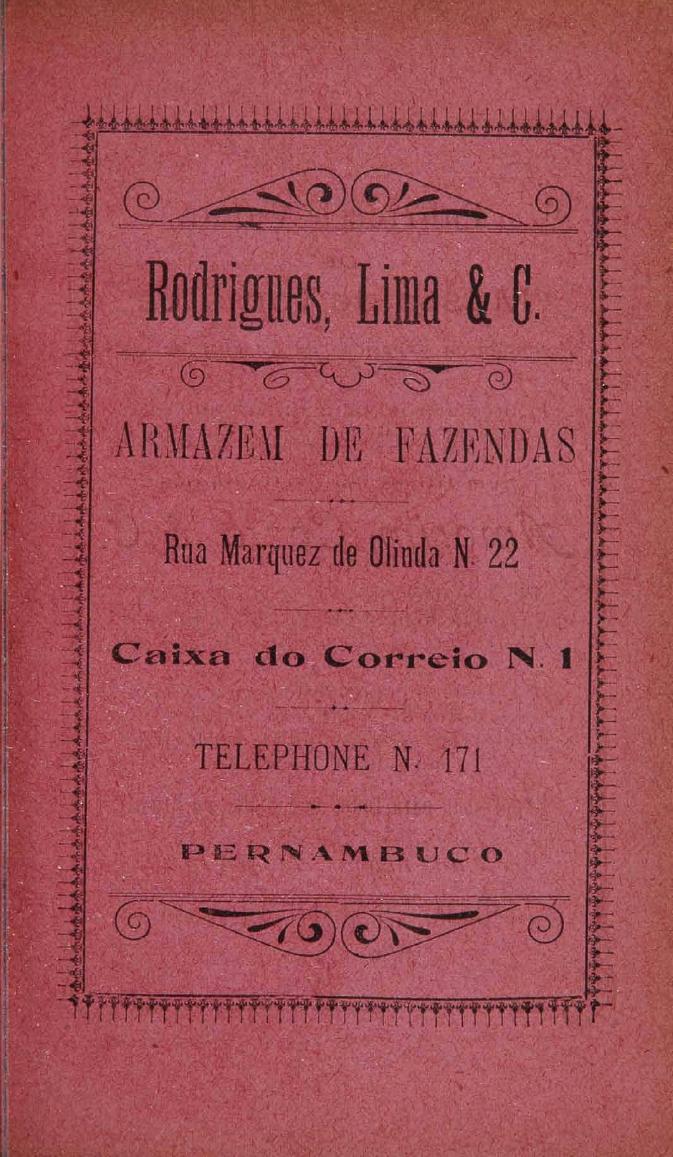 Rodrigues, Lima & C.
ARMAZEM DE FAZENDAS
Rua Marquez de Olinda N. 22
Caixa do Correio N. 1
TELEPHONE N. 171
PERNAMBUCO